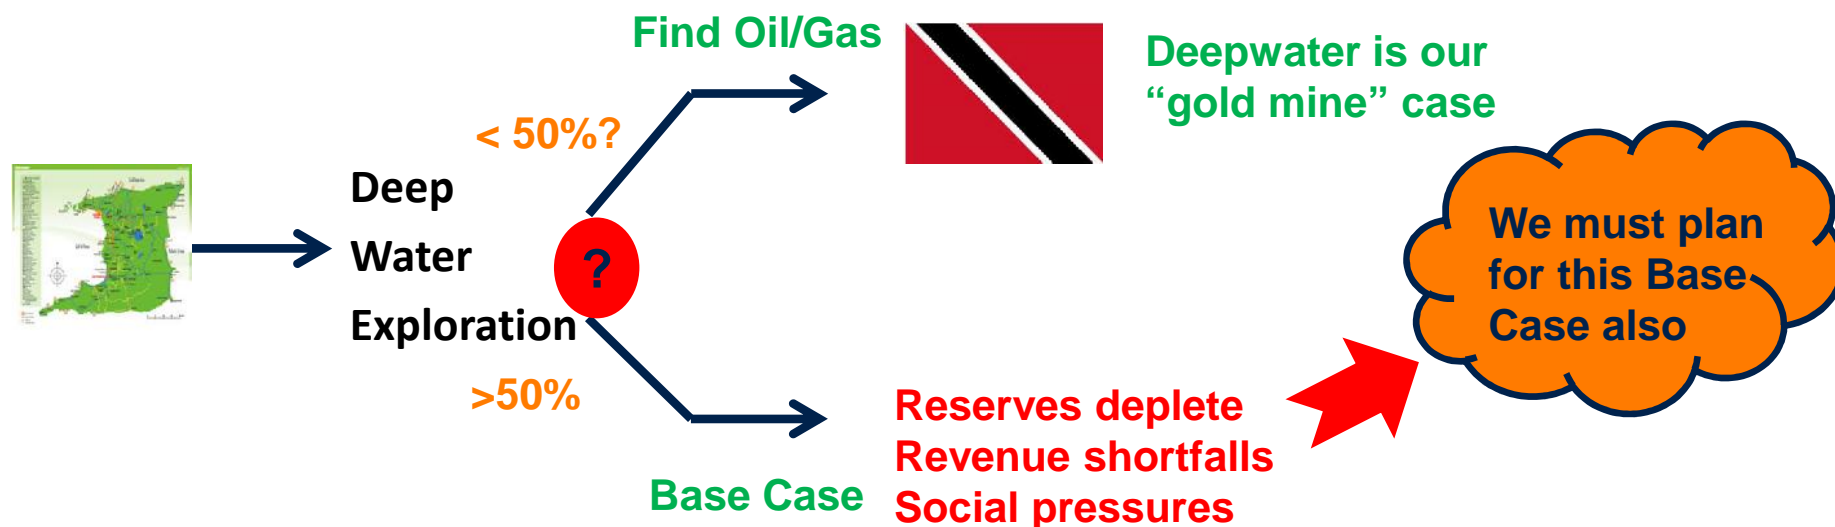 Find Oil/Gas
Deepwater is our
“gold mine” case
< 50%?
Deep
Water
Exploration
?
>50%
Base Case
Reserves deplete
Revenue shortfalls
Social pressures
We must plan
for this Base
Case also